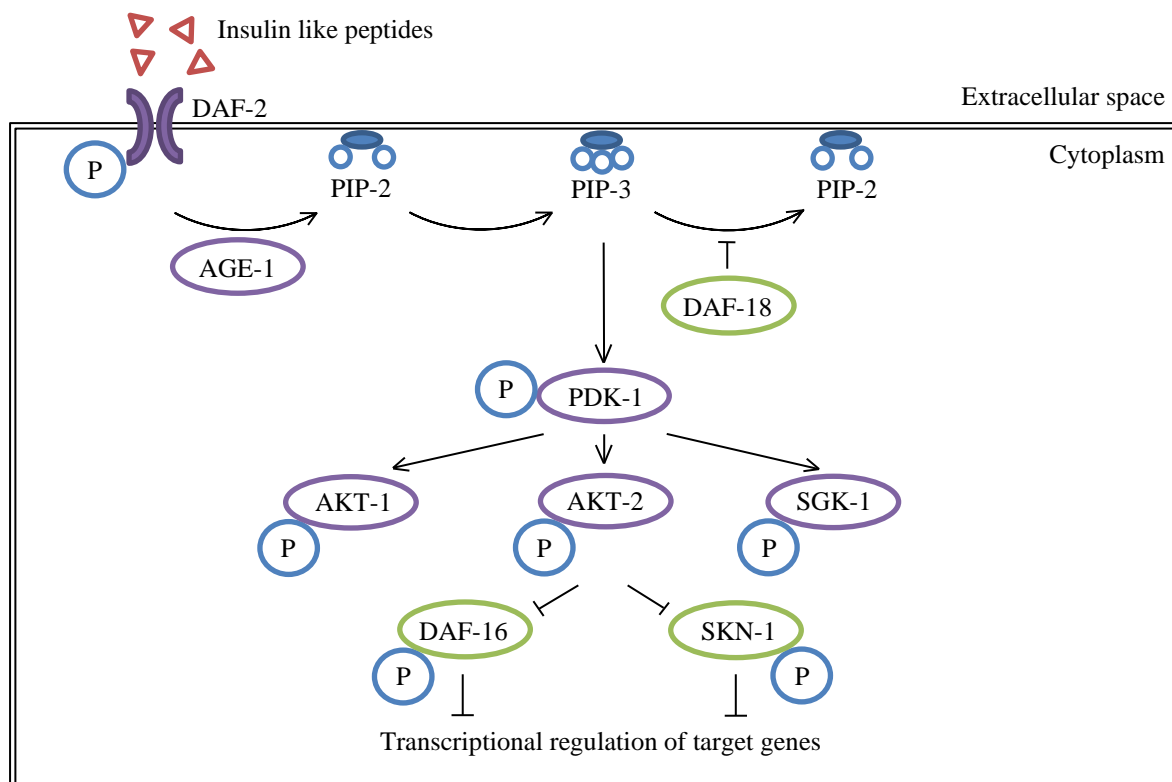 Insulin like peptides
Extracellular space
DAF-2
P
Cytoplasm
PIP-2
PIP-3
PIP-2
AGE-1
DAF-18
P
PDK-1
AKT-1
AKT-2
SGK-1
P
P
P
DAF-16
SKN-1
P
P
Transcriptional regulation of target genes